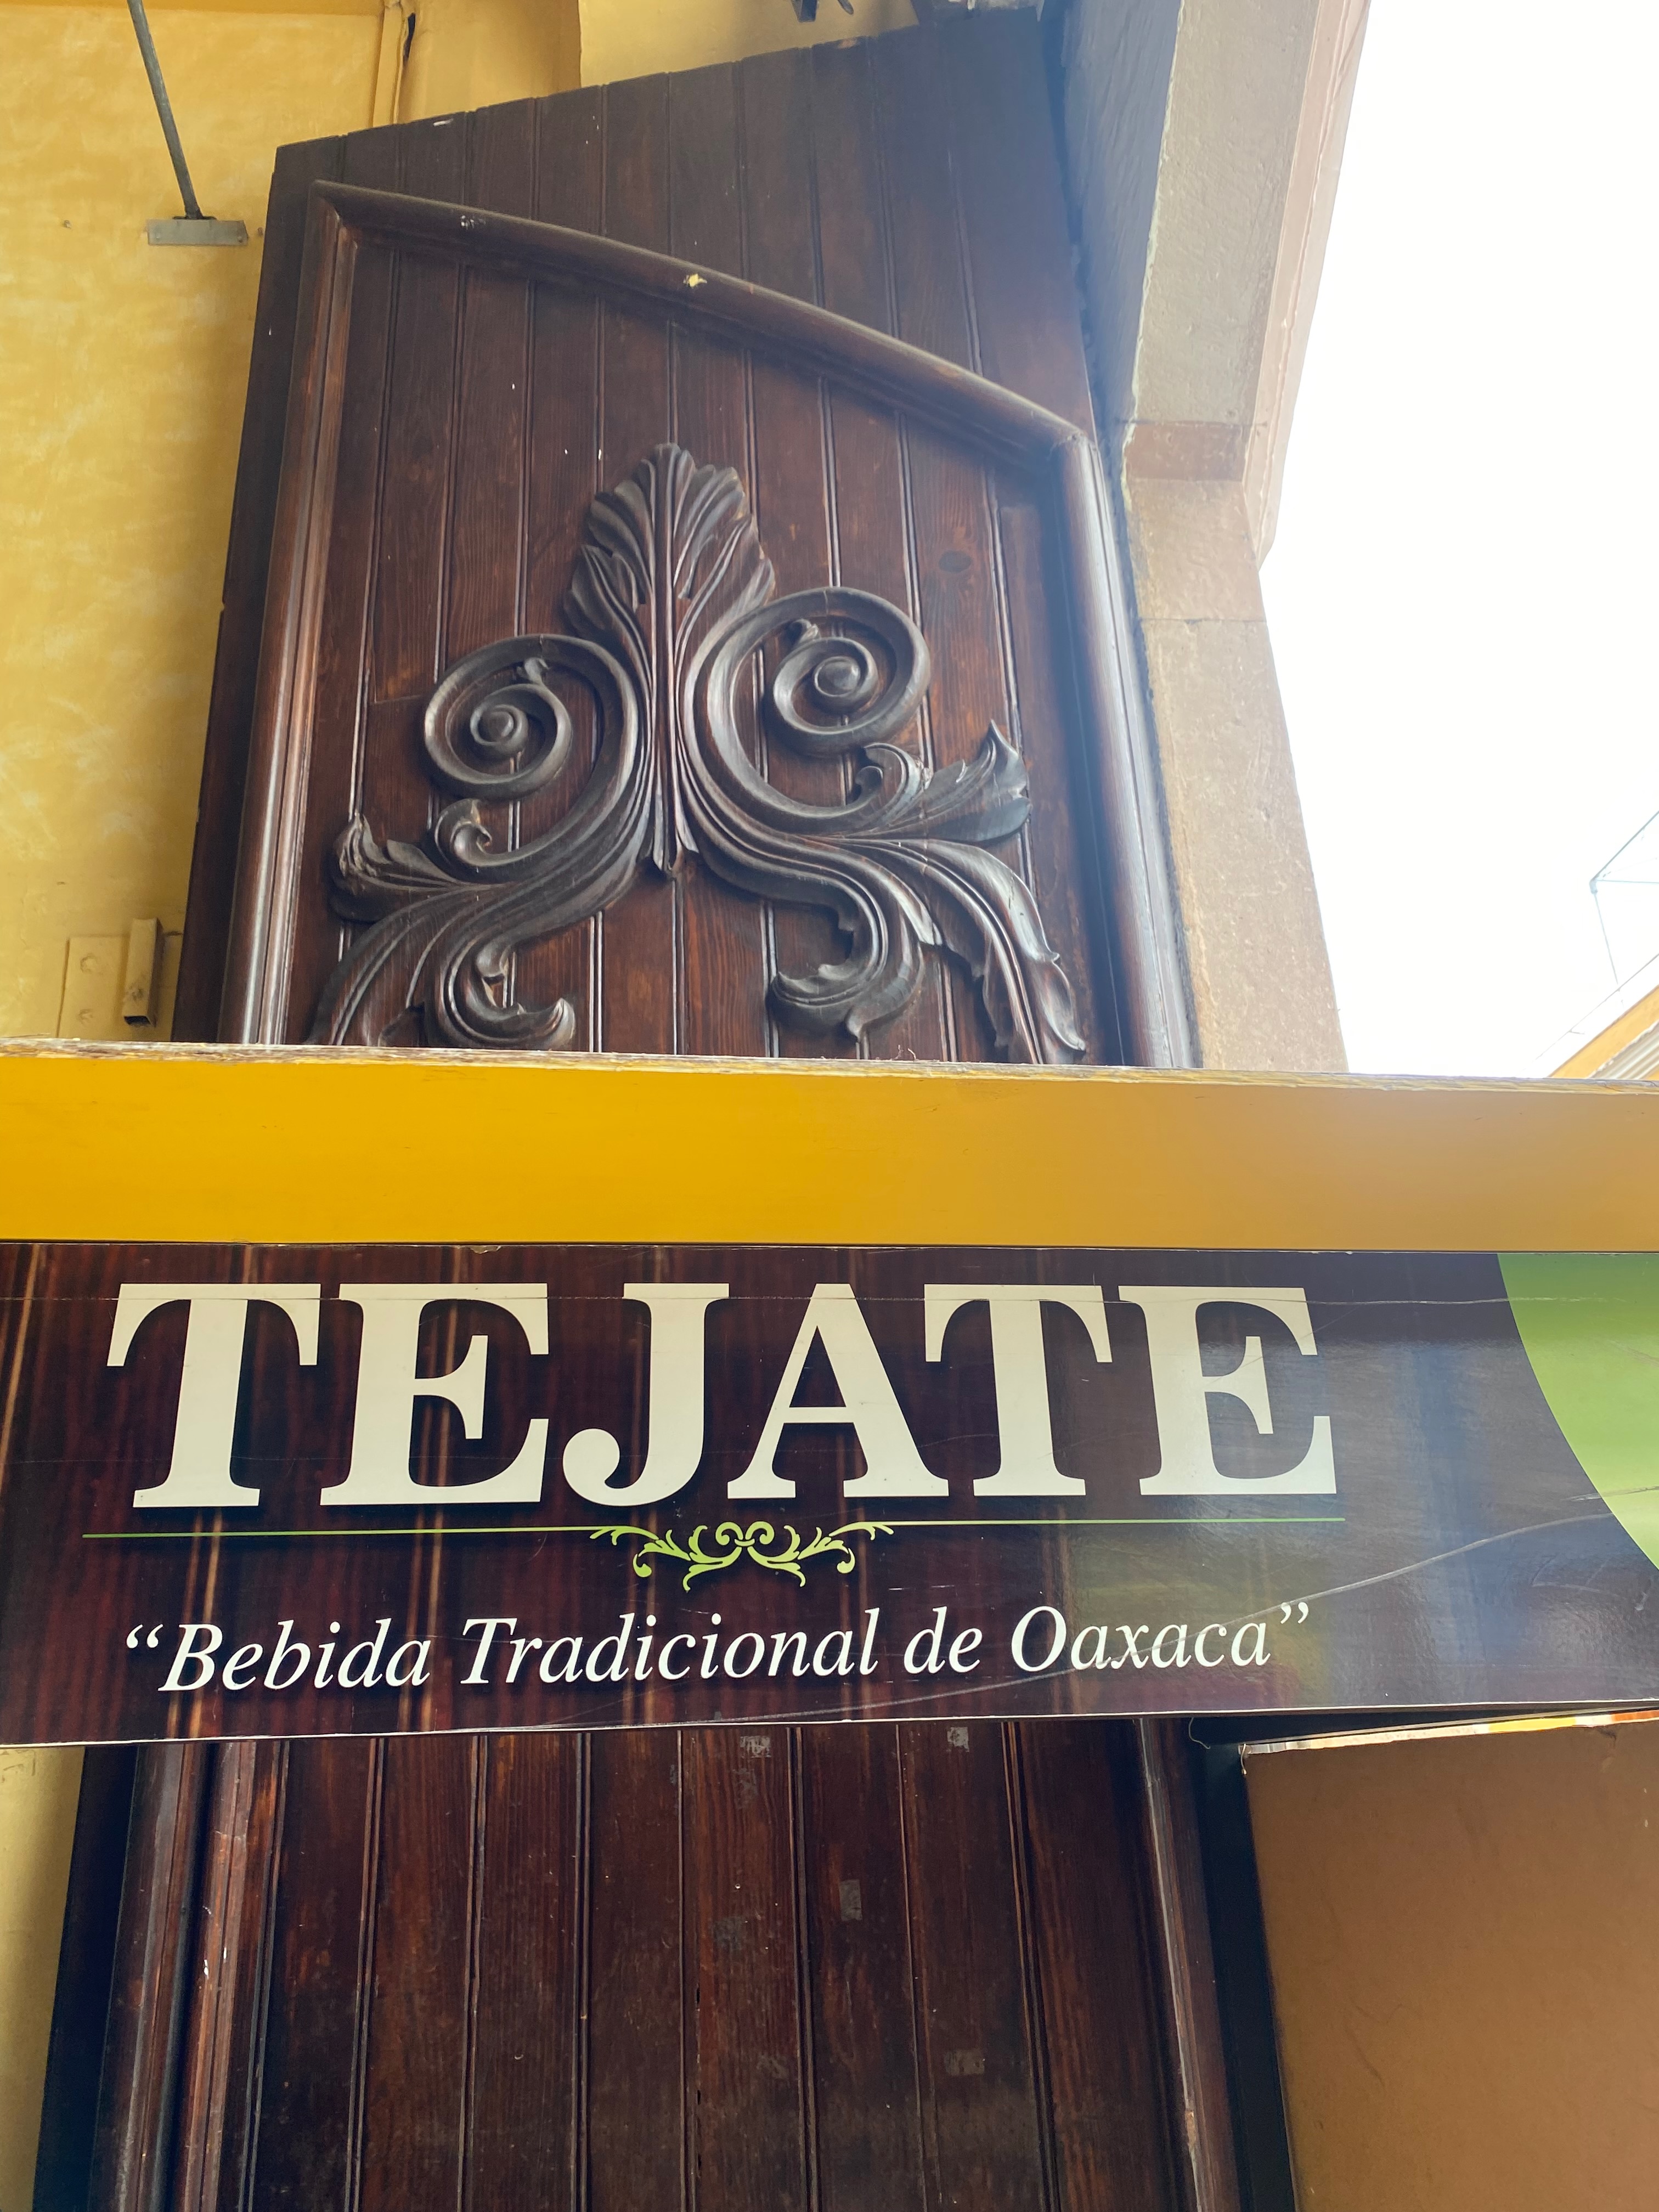 TEJATE
“Bebida Tradicional de Oaxaca”